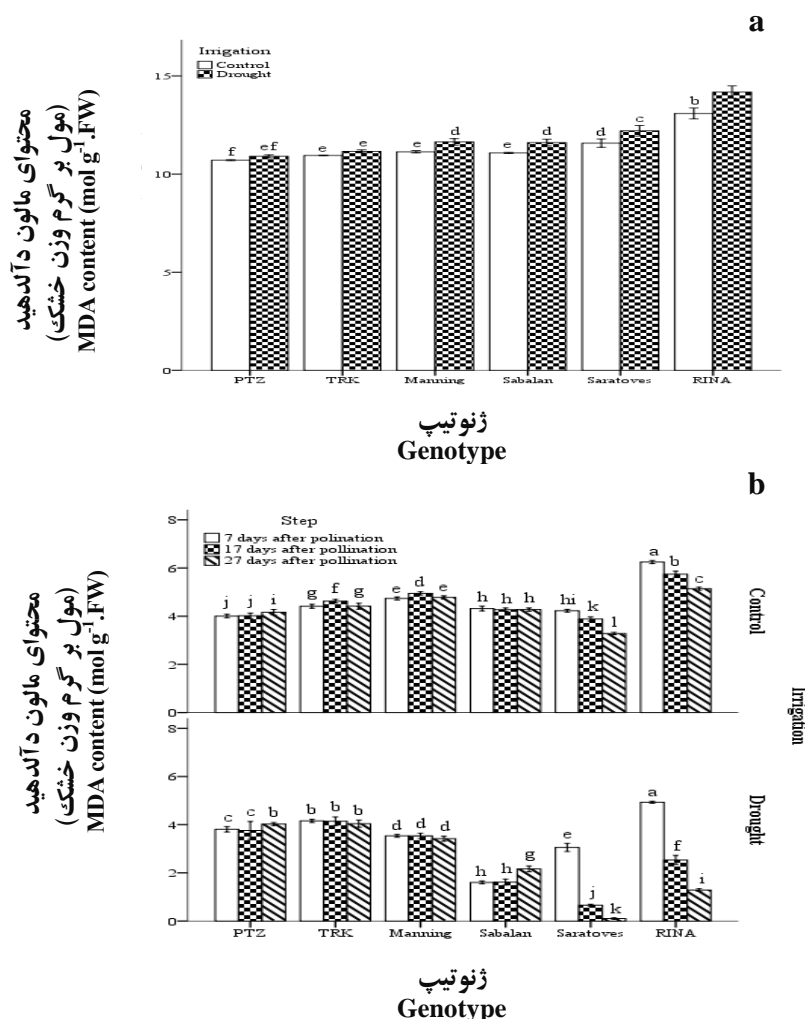 a
Irrigation
Control
Drought
محتوای مالون دآلدهید
(مول بر گرم وزن خشک)
MDA content (mol g⁻¹.FW)
15
10
5
0
f ef e e d e d d c b
PTZ TRK Manning Sabalan Saratoves RINA
ژنوتیپ
Genotype
b
Step
7 days after polination
17 days after pollination
27 days after pollination
محتوای مالون دآلدهید
(مول بر گرم وزن خشک)
MDA content (mol g⁻¹.FW)
8
6
4
2
0
j j i g f g e d e h h h hi k l a b c
Control
Irrigation
8
6
4
2
0
c c b b b b d d d h h g e j k a f i
Drought
PTZ TRK Manning Sabalan Saratoves RINA
ژنوتیپ
Genotype